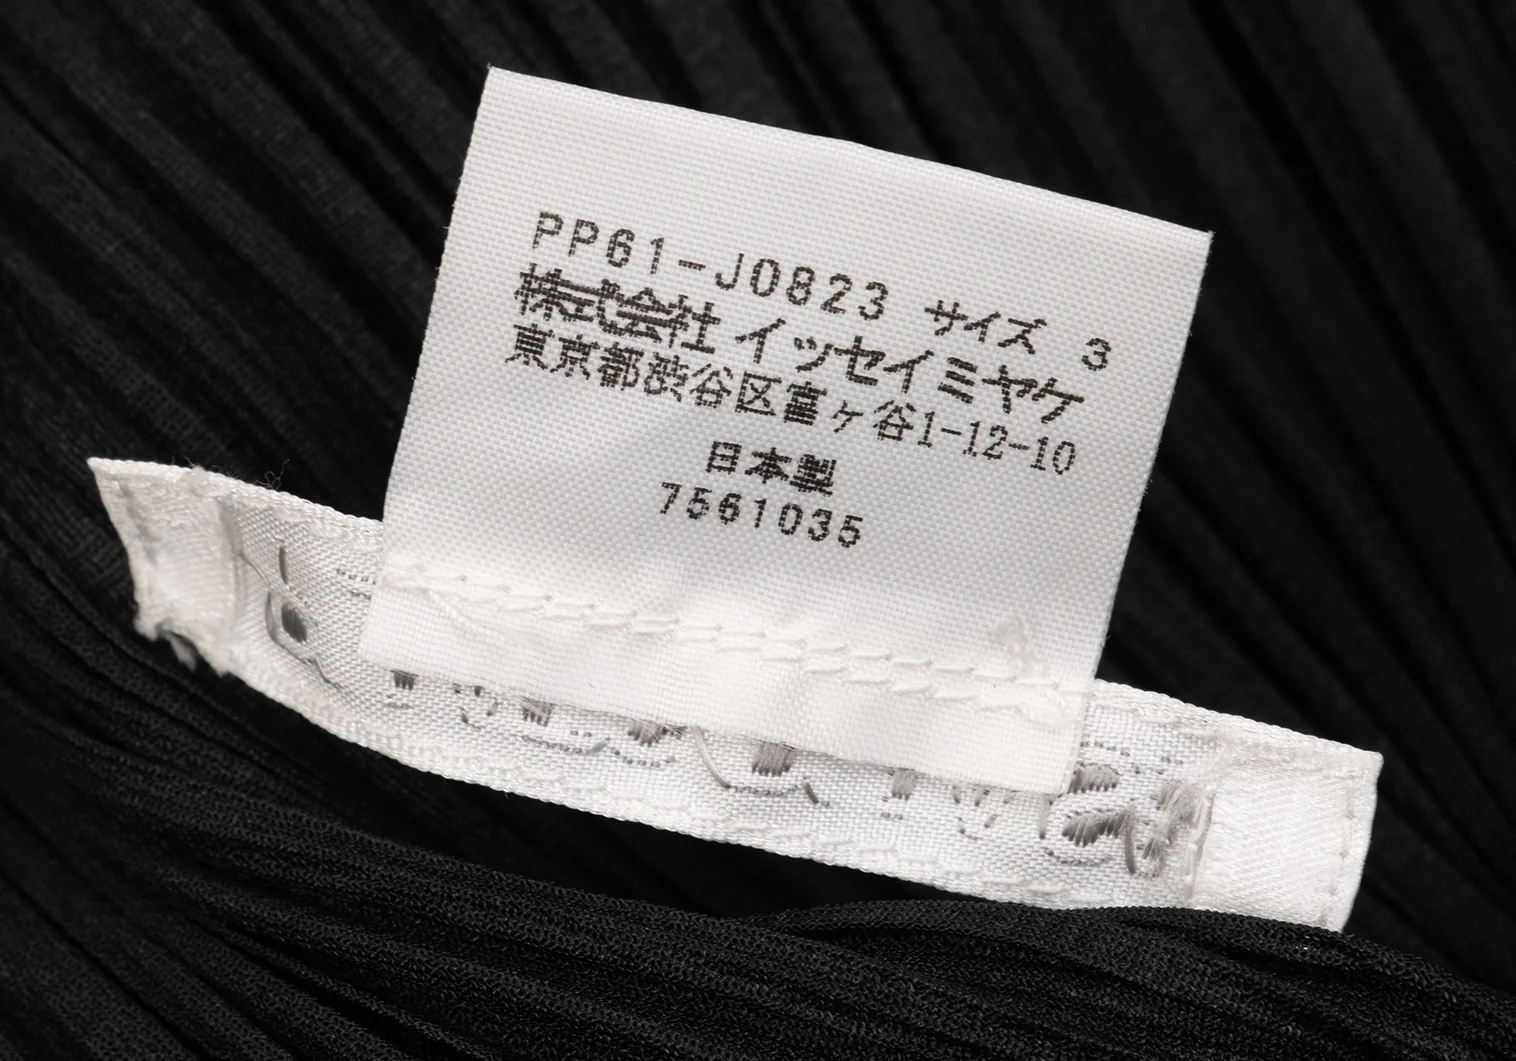 PP61-J0823 サイズ 3
株式会社 イッセイミヤケ
東京都渋谷区富ヶ谷1-12-10
日本製
7561035